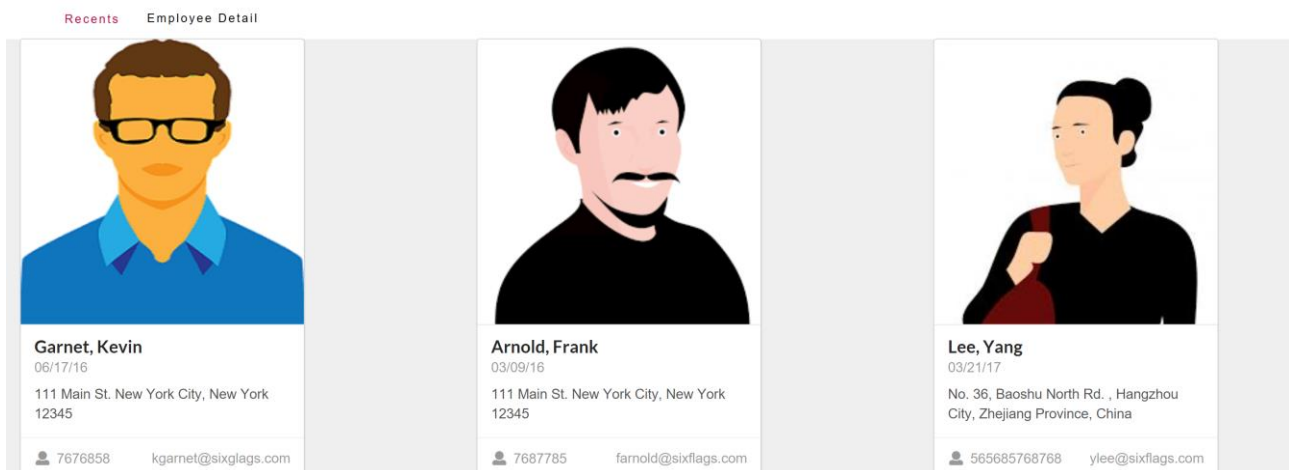 Recents Employee Detail
Garnet, Kevin
06/17/16
111 Main St. New York City, New York
12345
7676858 kgarnet@sixglags.com
Arnold, Frank
03/09/16
111 Main St. New York City, New York
12345
7687785 farnold@sixflags.com
Lee, Yang
03/21/17
No. 36, Baoshu North Rd. , Hangzhou
City, Zhejiang Province, China
565685768768 ylee@sixflags.com